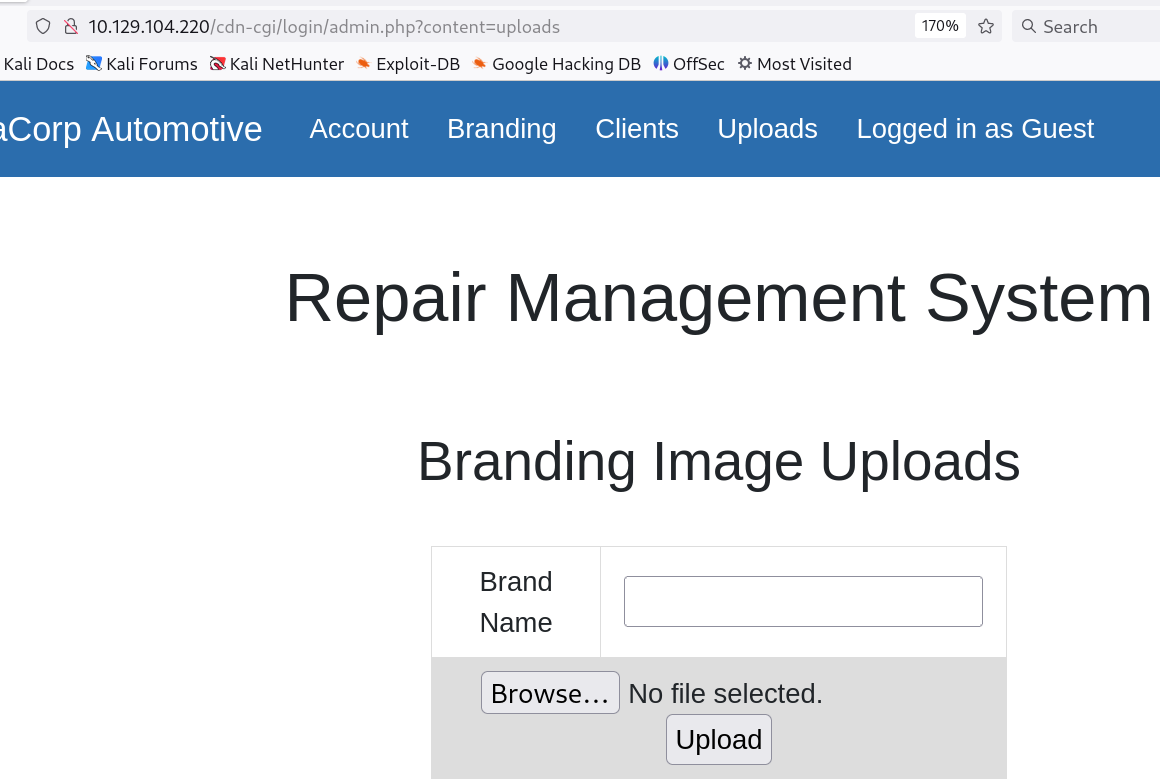 10.129.104.220/cdn-cgi/login/admin.php?content=uploads 170% Search
Kali Docs Kali Forums Kali NetHunter Exploit-DB Google Hacking DB OffSec Most Visited
aCorp Automotive Account Branding Clients Uploads Logged in as Guest
Repair Management System
Branding Image Uploads
Brand
Name
Browse... No file selected.
Upload